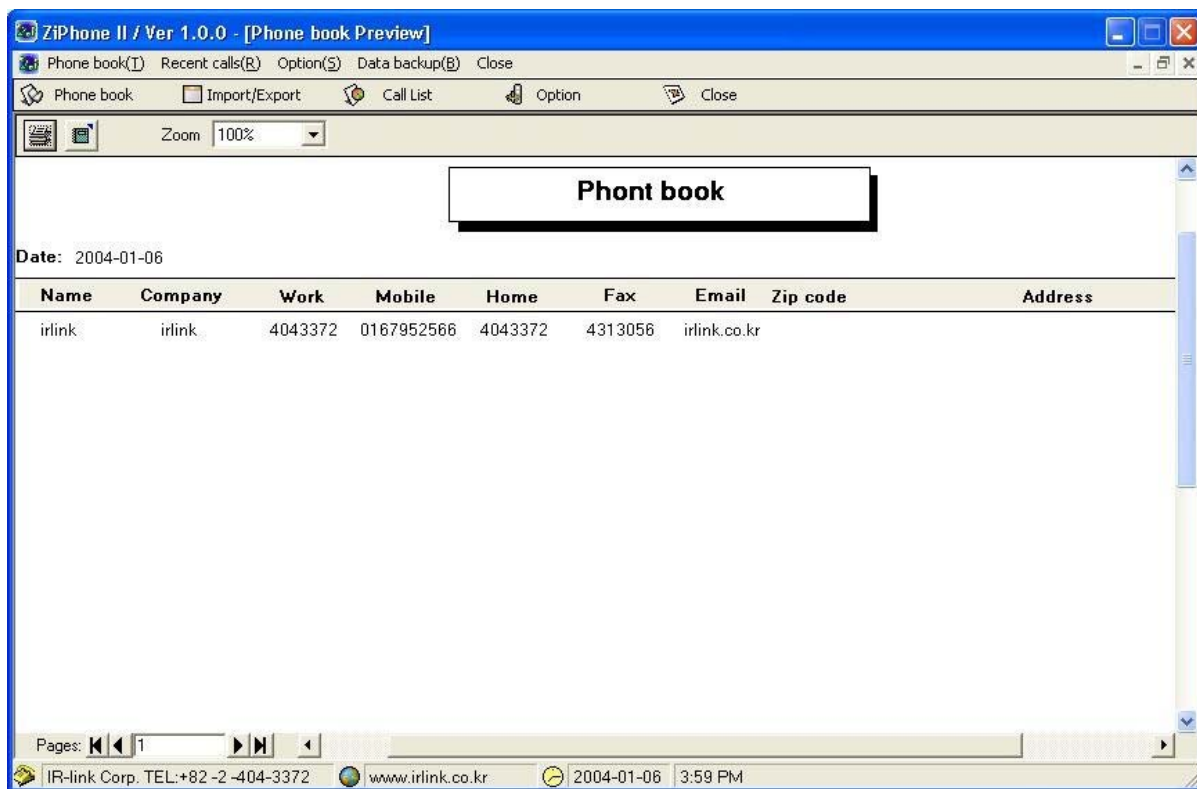 ZiPhone II / Ver 1.0.0 - [Phone book Preview]
Phone book(T) Recent calls(R) Option(S) Data backup(B) Close
Phone book Import/Export Call List Option Close
Zoom 100%
Phont book
Date: 2004-01-06
Name Company Work Mobile Home Fax Email Zip code Address
irlink irlink 4043372 0167952566 4043372 4313056 irlink.co.kr
Pages: 1
IR-link Corp. TEL:+82 -2 -404-3372 www.irlink.co.kr 2004-01-06 3:59 PM